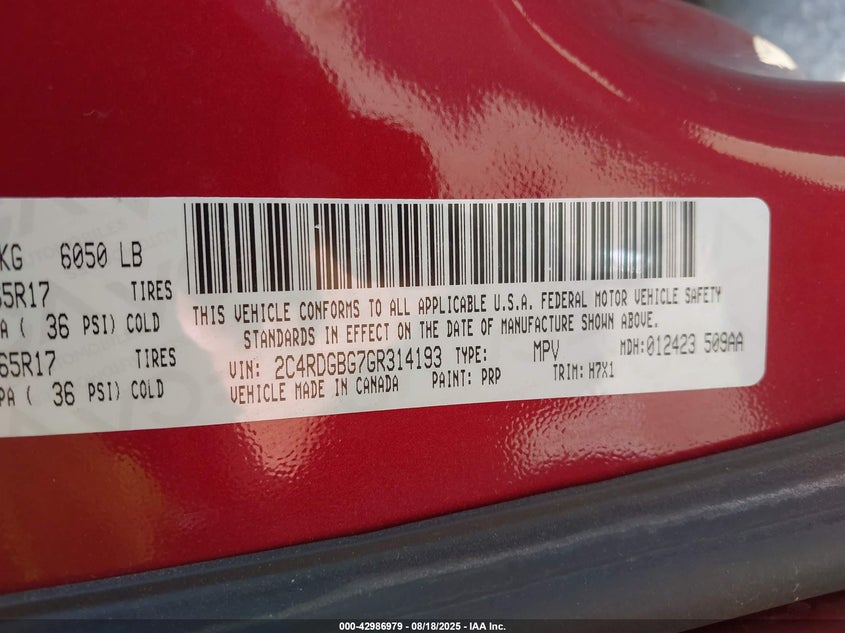 KG 6050 LB
65R17 TIRES
PA ( 36 PSI) COLD
65R17 TIRES
PA ( 36 PSI) COLD
THIS VEHICLE CONFORMS TO ALL APPLICABLE U.S.A. FEDERAL MOTOR VEHICLE SAFETY
STANDARDS IN EFFECT ON THE DATE OF MANUFACTURE SHOWN ABOVE.
VIN: 2C4RDGBG7GR314193 TYPE: MPV MDH:012423 509AA
VEHICLE MADE IN CANADA PAINT: PRP TRIM: H7X1
000-42986979 - 08/18/2025 - IAA Inc.